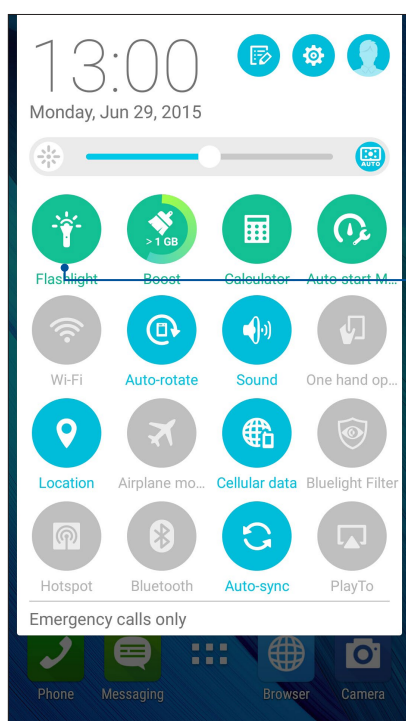 13:00
Monday, Jun 29, 2015
AUTO
> 1 GB
Flashlight Boost Calculator Auto-start M...
Wi-Fi Auto-rotate Sound One hand op...
Location Airplane mo... Cellular data Bluelight Filter
Hotspot Bluetooth Auto-sync PlayTo
Emergency calls only
Phone Messaging Browser Camera